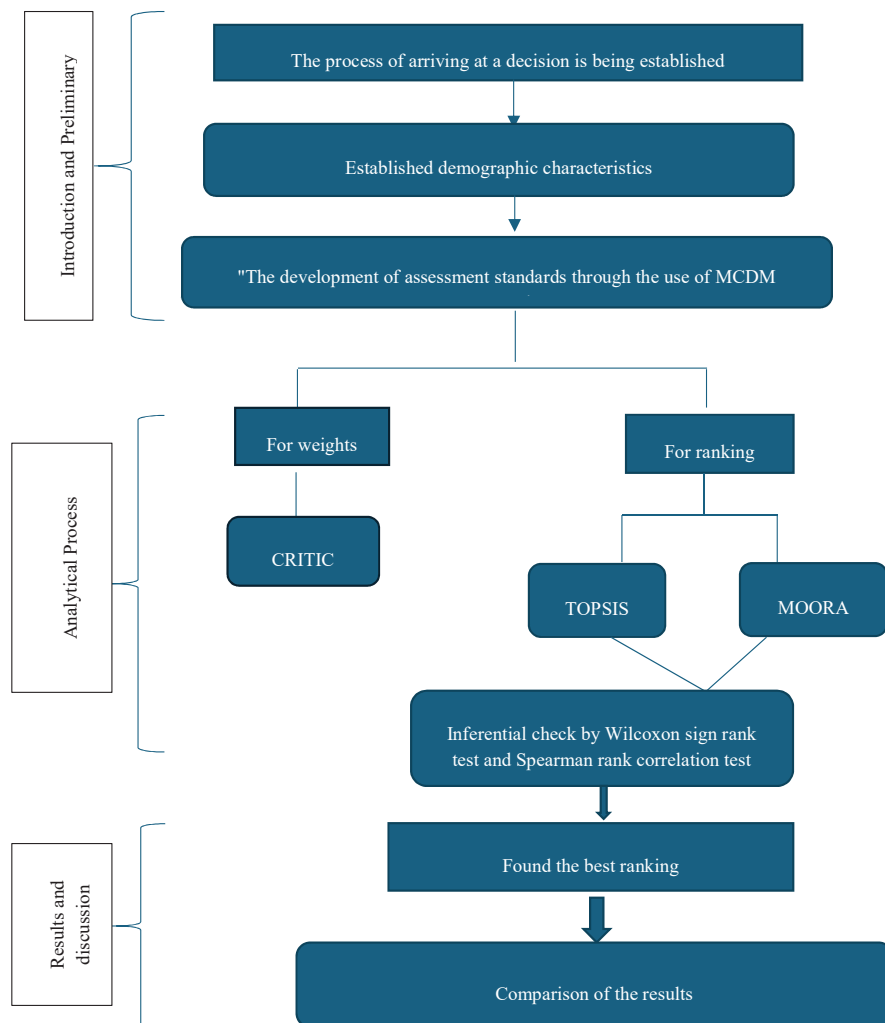 Introduction and Preliminary
The process of arriving at a decision is being established
Established demographic characteristics
"The development of assessment standards through the use of MCDM
Analytical Process
For weights
For ranking
CRITIC
TOPSIS
MOORA
Inferential check by Wilcoxon sign rank
test and Spearman rank correlation test
Results and
discussion
Found the best ranking
Comparison of the results